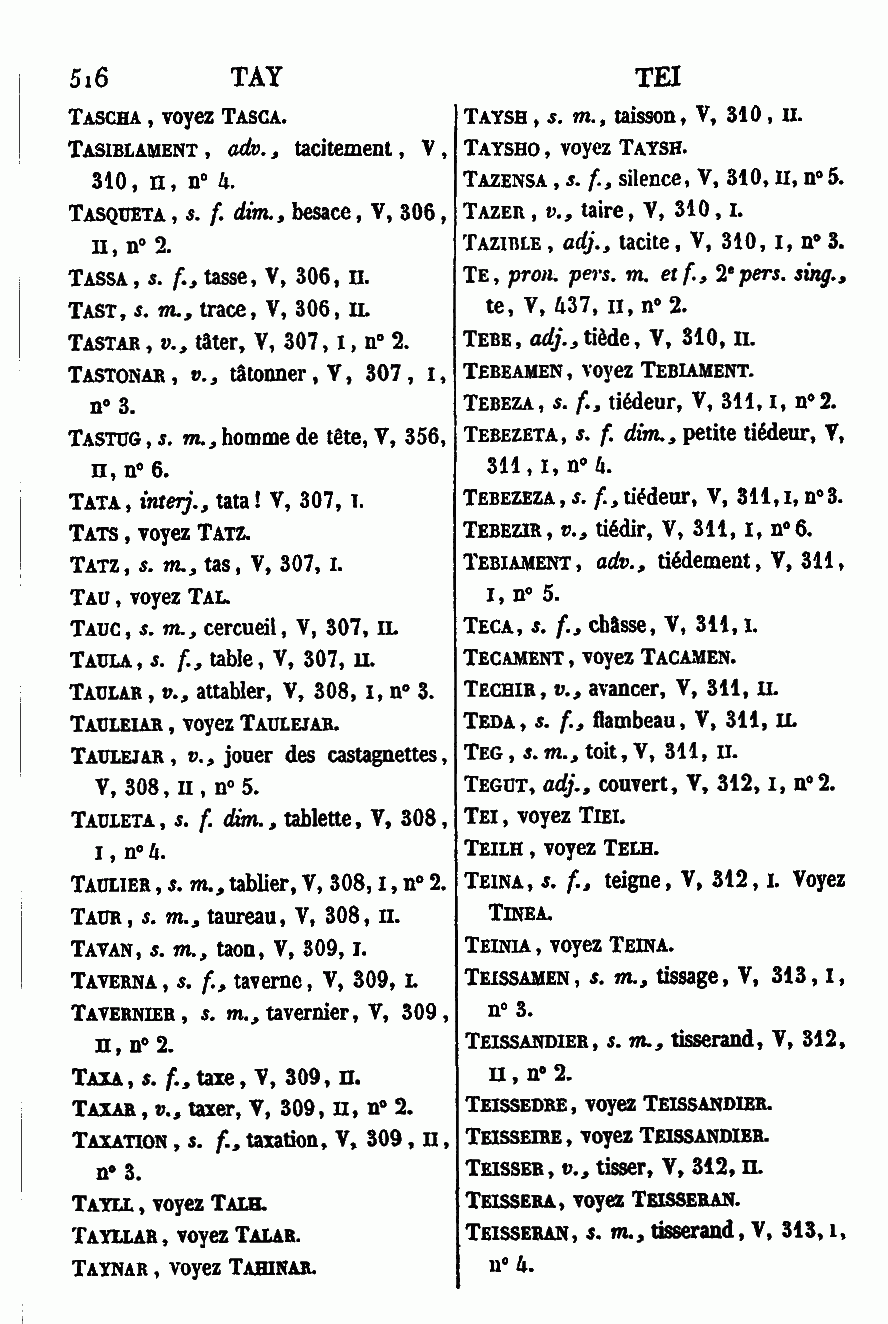 516 TAY TEI
TASCHA, voyez TASCA.
TASIBLAMENT, adv., tacitement, V,
310, II, n° 4.
TASQUETA, s. f. dim., besace, V, 306,
II, n° 2.
TASSA, s. f., tasse, V, 306, II.
TAST, s. m., trace, V, 306, II.
TASTAR, v., tâter, V, 307, I, n° 2.
TASTONAR, v., tâtonner, V, 307, I,
n° 3.
TASTUG, s. m., homme de tête, V, 356,
II, n° 6.
TATA, interj., tata! V, 307, I.
TATS, voyez TATZ.
TATZ, s. m., tas, V, 307, I.
TAU, voyez TAL.
TAUC, s. m., cercueil, V, 307, II.
TAULA, s. f., table, V, 307, II.
TAULAR, v., attabler, V, 308, I, n° 3.
TAULEIAR, voyez TAULEJAR.
TAULEJAR, v., jouer des castagnettes,
V, 308, II, n° 5.
TAULETA, s. f. dim., tablette, V, 308,
I, n° 4.
TAULIER, s. m., tablier, V, 308, I, n° 2.
TAUR, s. m., taureau, V, 308, II.
TAVAN, s. m., taon, V, 309, I.
TAVERNA, s. f., taverne, V, 309, I.
TAVERNIER, s. m., tavernier, V, 309,
II, n° 2.
TAXA, s. f., taxe, V, 309, II.
TAXAR, v., taxer, V, 309, II, n° 2.
TAXATION, s. f., taxation, V, 309, II,
n° 3.
TAYLL, voyez TALH.
TAYLLAR, voyez TALAR.
TAYNAR, voyez TAHINAR.
TAYSH, s. m., taisson, V, 310, II.
TAYSHO, voyez TAYSH.
TAZENSA, s. f., silence, V, 310, II, n° 5.
TAZER, v., taire, V, 310, I.
TAZIBLE, adj., tacite, V, 310, I, n° 3.
TE, pron. pers. m. et f., 2e pers. sing.,
te, V, 437, II, n° 2.
TEBE, adj., tiède, V, 310, II.
TEBEAMEN, voyez TEBIAMENT.
TEBEZA, s. f., tiédeur, V, 311, I, n° 2.
TEBEZETA, s. f. dim., petite tiédeur, V,
311, I, n° 4.
TEBEZEZA, s. f., tiédeur, V, 311, I, n° 3.
TEBEZIR, v., tiédir, V, 311, I, n° 6.
TEBIAMENT, adv., tiédement, V, 311,
I, n° 5.
TECA, s. f., châsse, V, 311, I.
TECAMENT, voyez TACAMEN.
TECHIR, v., avancer, V, 311, II.
TEDA, s. f., flambeau, V, 311, II.
TEG, s. m., toit, V, 311, II.
TEGUT, adj., couvert, V, 312, I, n° 2.
TEI, voyez TIEI.
TEILH, voyez TELH.
TEINA, s. f., teigne, V, 312, I. Voyez
TINEA.
TEINIA, voyez TEINA.
TEISSAMEN, s. m., tissage, V, 313, I,
n° 3.
TEISSANDIER, s. m., tisserand, V, 312,
II, n° 2.
TEISSEDRE, voyez TEISSANDIER.
TEISSEIRE, voyez TEISSANDIER.
TEISSER, v., tisser, V, 312, II.
TEISSERA, voyez TEISSERAN.
TEISSERAN, s. m., tisserand, V, 313, I,
n° 4.